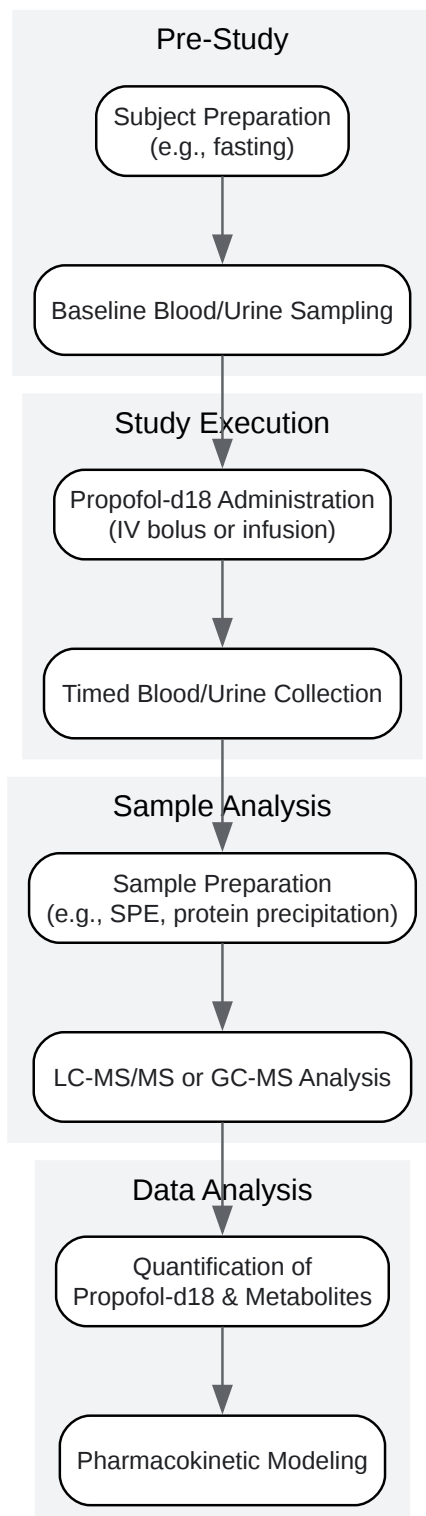 Pre-Study
Subject Preparation
(e.g., fasting)
Baseline Blood/Urine Sampling
Study Execution
Propofol-d18 Administration
(IV bolus or infusion)
Timed Blood/Urine Collection
Sample Analysis
Sample Preparation
(e.g., SPE, protein precipitation)
LC-MS/MS or GC-MS Analysis
Data Analysis
Quantification of
Propofol-d18 & Metabolites
Pharmacokinetic Modeling